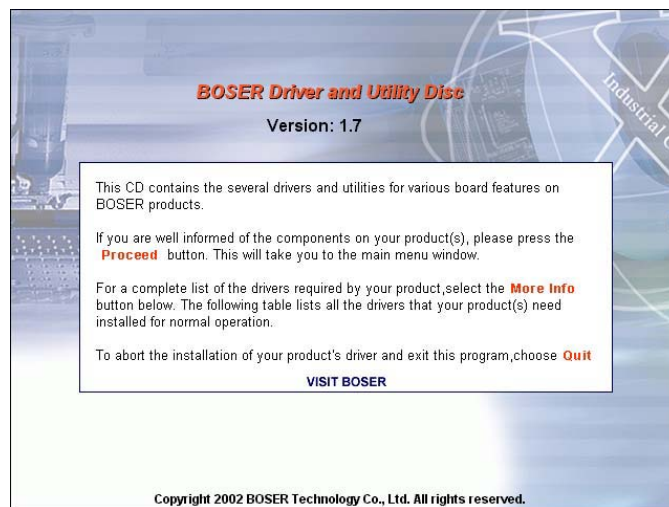 BOSER Driver and Utility Disc
Version: 1.7
Industrial
This CD contains the several drivers and utilities for various board features on
BOSER products.
If you are well informed of the components on your product(s), please press the
Proceed button. This will take you to the main menu window.
For a complete list of the drivers required by your product,select the More Info
button below. The following table lists all the drivers that your product(s) need
installed for normal operation.
To abort the installation of your product's driver and exit this program,choose Quit
VISIT BOSER
Copyright 2002 BOSER Technology Co., Ltd. All rights reserved.